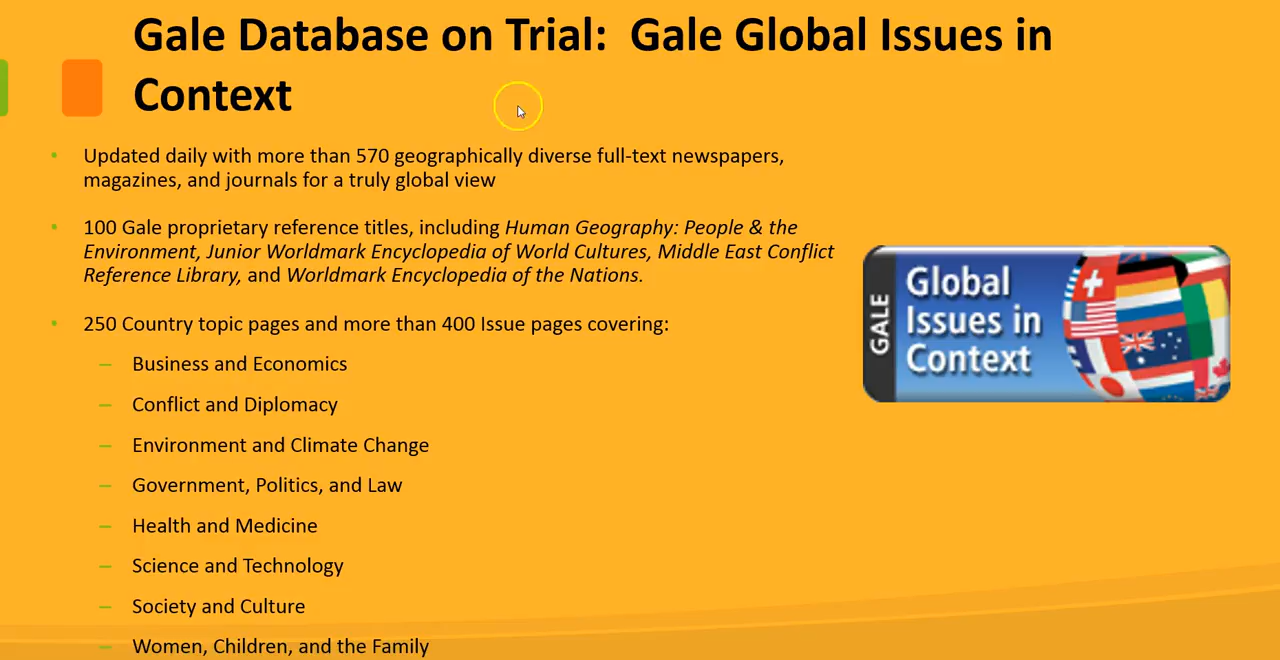 Gale Database on Trial:  Gale Global Issues in
Context
• Updated daily with more than 570 geographically diverse full-text newspapers,
magazines, and journals for a truly global view
• 100 Gale proprietary reference titles, including Human Geography: People & the
Environment, Junior Worldmark Encyclopedia of World Cultures, Middle East Conflict
Reference Library, and Worldmark Encyclopedia of the Nations.
• 250 Country topic pages and more than 400 Issue pages covering:
– Business and Economics
– Conflict and Diplomacy
– Environment and Climate Change
– Government, Politics, and Law
– Health and Medicine
– Science and Technology
– Society and Culture
– Women, Children, and the Family
GALE
Global
Issues in
Context